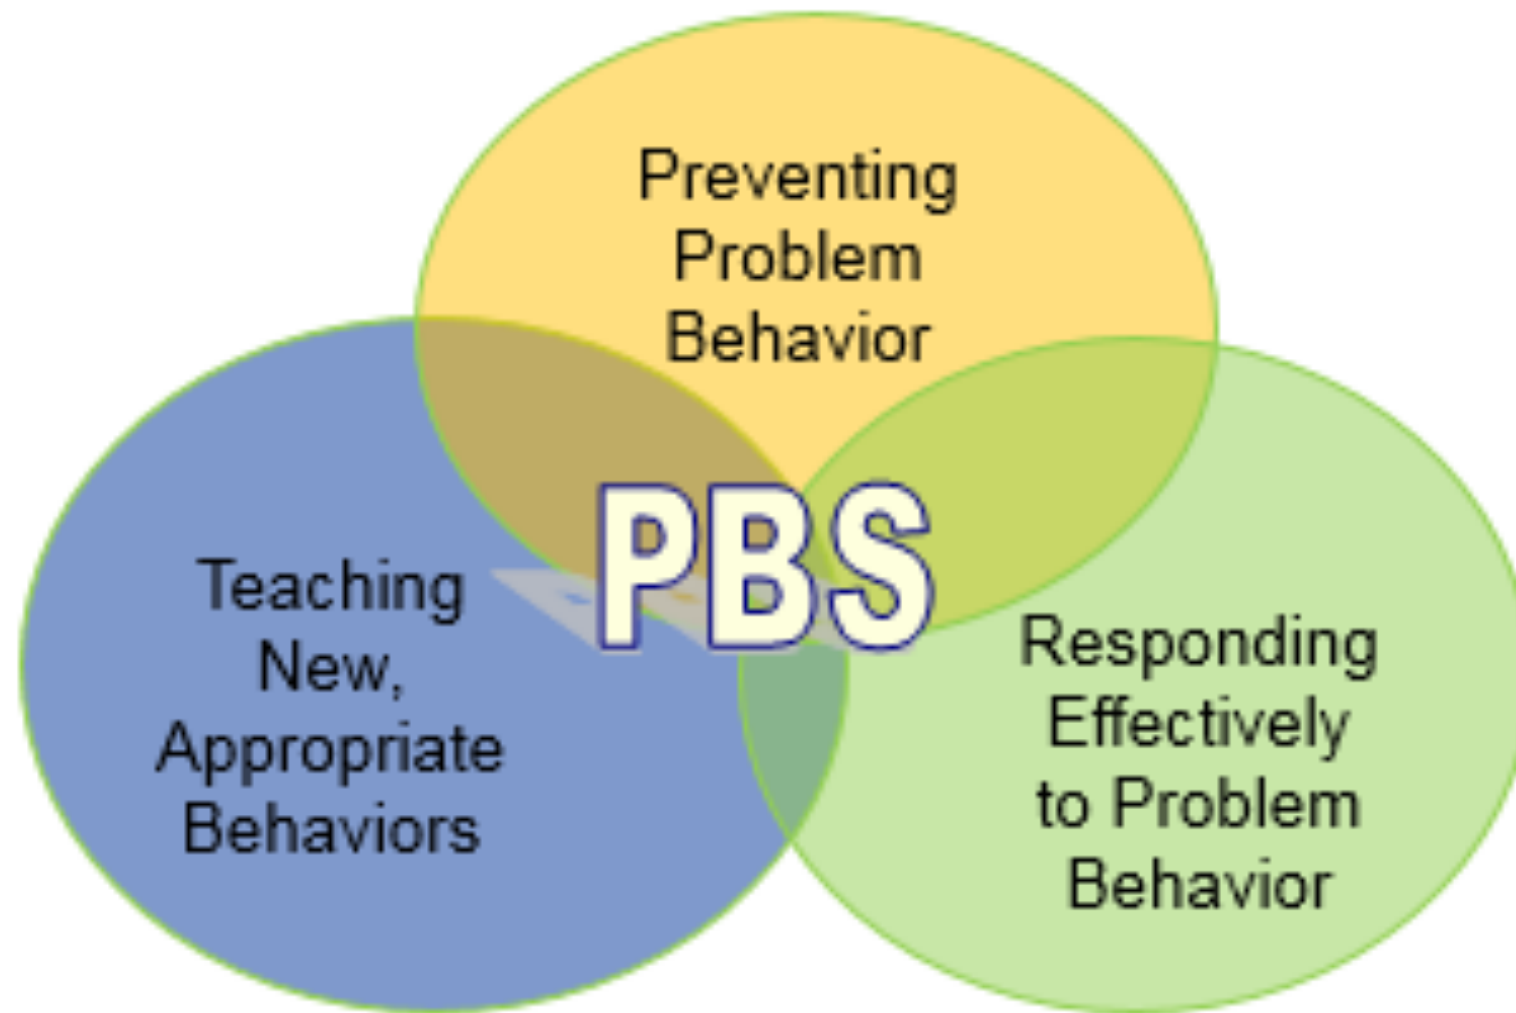 Preventing
Problem
Behavior
PBS
Teaching
New,
Appropriate
Behaviors
Responding
Effectively
to Problem
Behavior